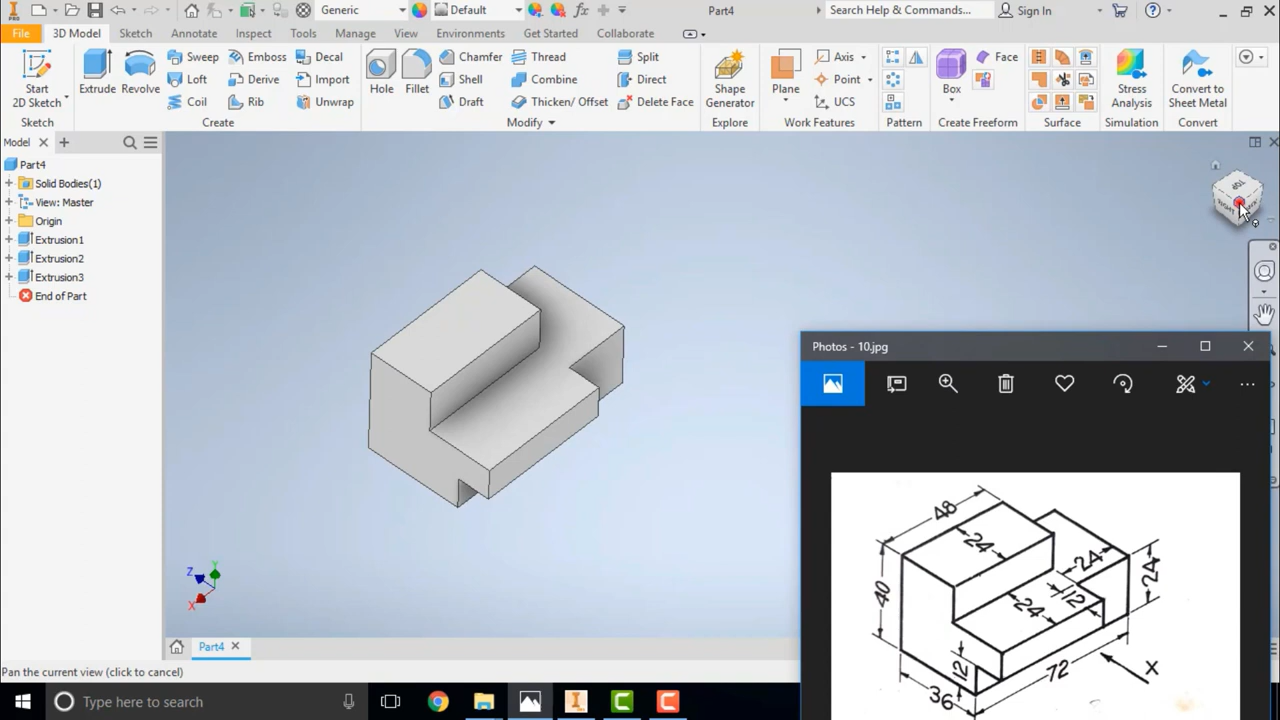 Generic
Default
Part4
Search Help & Commands...
Sign In
File
3D Model
Sketch
Annotate
Inspect
Tools
Manage
View
Environments
Get Started
Collaborate
Start
2D Sketch
Sketch
Extrude
Revolve
Sweep
Emboss
Decal
Loft
Derive
Import
Coil
Rib
Unwrap
Create
Hole
Fillet
Chamfer
Thread
Split
Shell
Combine
Direct
Draft
Thicken/ Offset
Delete Face
Modify
Shape
Generator
Explore
Plane
Axis
Point
UCS
Work Features
Pattern
Box
Face
Create Freeform
Surface
Stress
Analysis
Simulation
Convert to
Sheet Metal
Convert
Model
Part4
Solid Bodies(1)
View: Master
Origin
Extrusion1
Extrusion2
Extrusion3
End of Part
TOP
RIGHT
Z
Y
X
Photos - 10.jpg
48
24
40
24
24
12
24
12
72
36
X
Part4
Pan the current view (click to cancel)
Type here to search